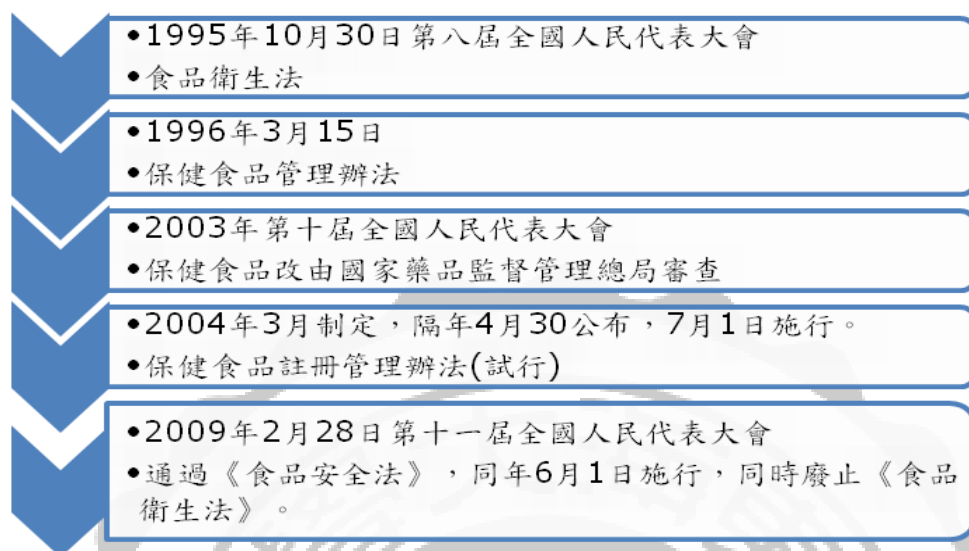 •1995年10月30日第八屆全國人民代表大會
•食品衛生法
•1996年3月15日
•保健食品管理辦法
•2003年第十屆全國人民代表大會
•保健食品改由國家藥品監督管理總局審查
•2004年3月制定，隔年4月30公布，7月1日施行。
•保健食品註冊管理辦法(試行)
•2009年2月28日第十一屆全國人民代表大會
•通過《食品安全法》，同年6月1日施行，同時廢止《食品
衛生法》。